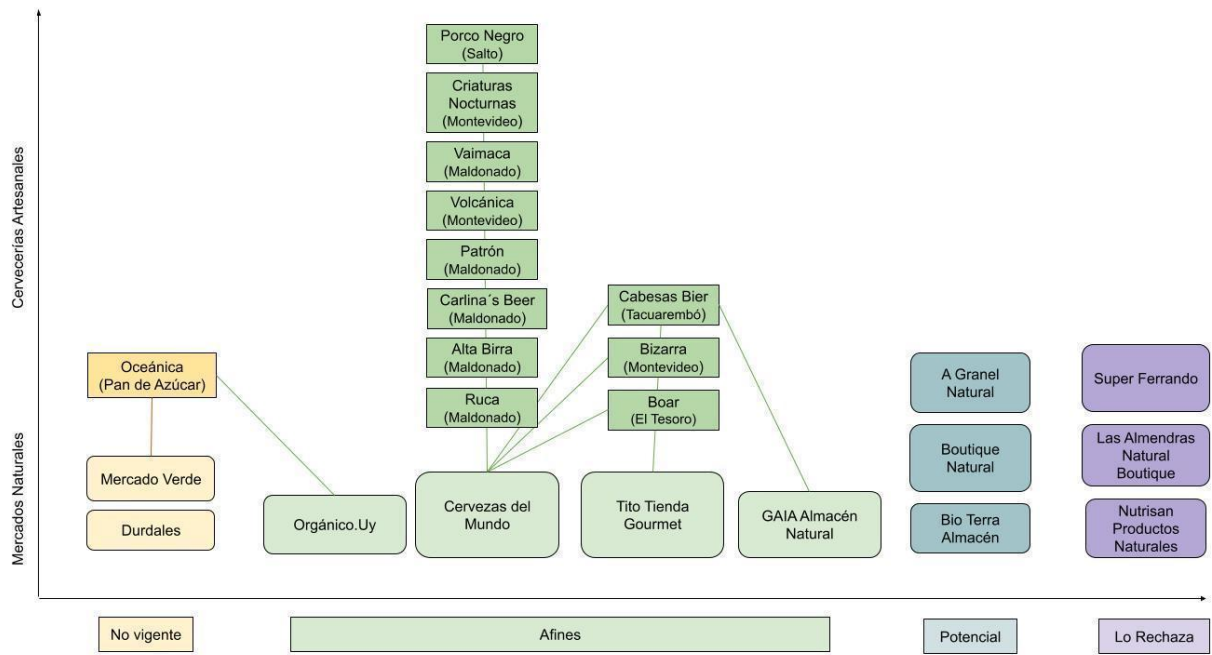 Cervecerías Artesanales
Mercados Naturales
Porco Negro
(Salto)
Criaturas
Nocturnas
(Montevideo)
Vaimaca
(Maldonado)
Volcánica
(Montevideo)
Patrón
(Maldonado)
Carlina´s Beer
(Maldonado)
Alta Birra
(Maldonado)
Ruca
(Maldonado)
Cabesas Bier
(Tacuarembó)
Bizarra
(Montevideo)
Boar
(El Tesoro)
Oceánica
(Pan de Azúcar)
Mercado Verde
Durdales
Orgánico.Uy
Cervezas del
Mundo
Tito Tienda
Gourmet
GAIA Almacén
Natural
A Granel
Natural
Boutique
Natural
Bio Terra
Almacén
Super Ferrando
Las Almendras
Natural
Boutique
Nutrisan
Productos
Naturales
No vigente
Afines
Potencial
Lo Rechaza